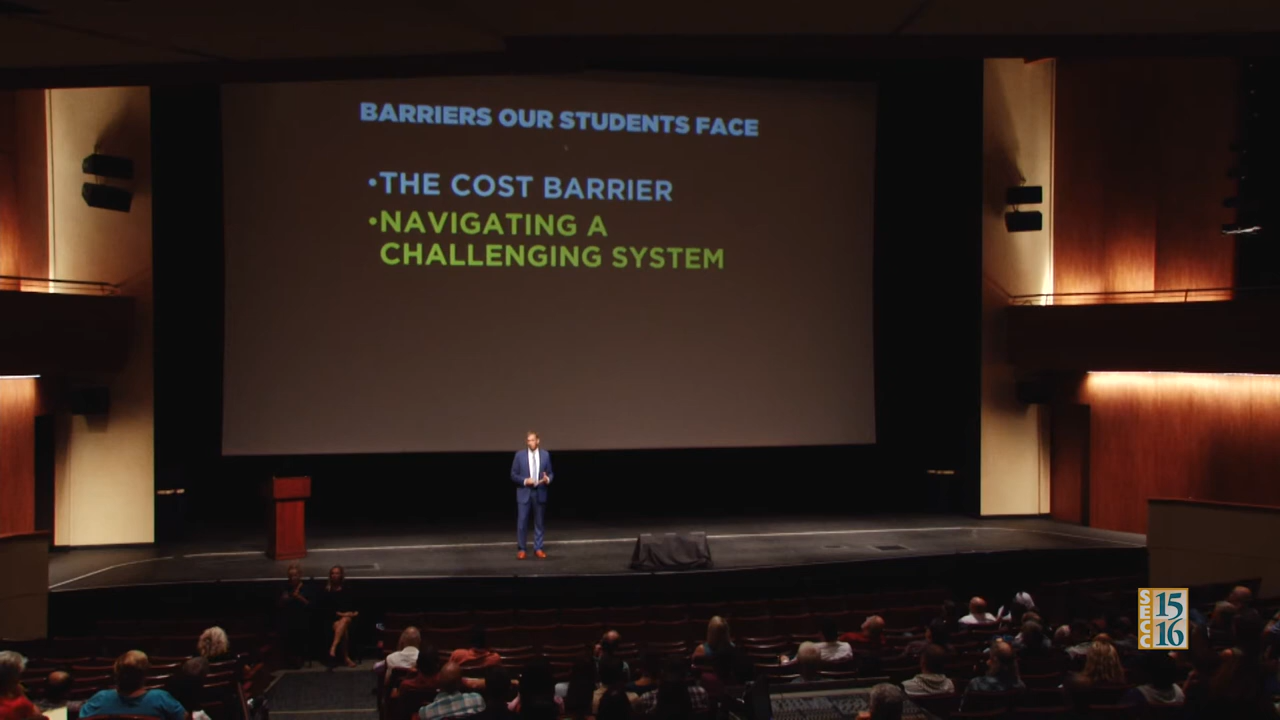 BARRIERS OUR STUDENTS FACE
•THE COST BARRIER
•NAVIGATING A
CHALLENGING SYSTEM
SECC
15
16